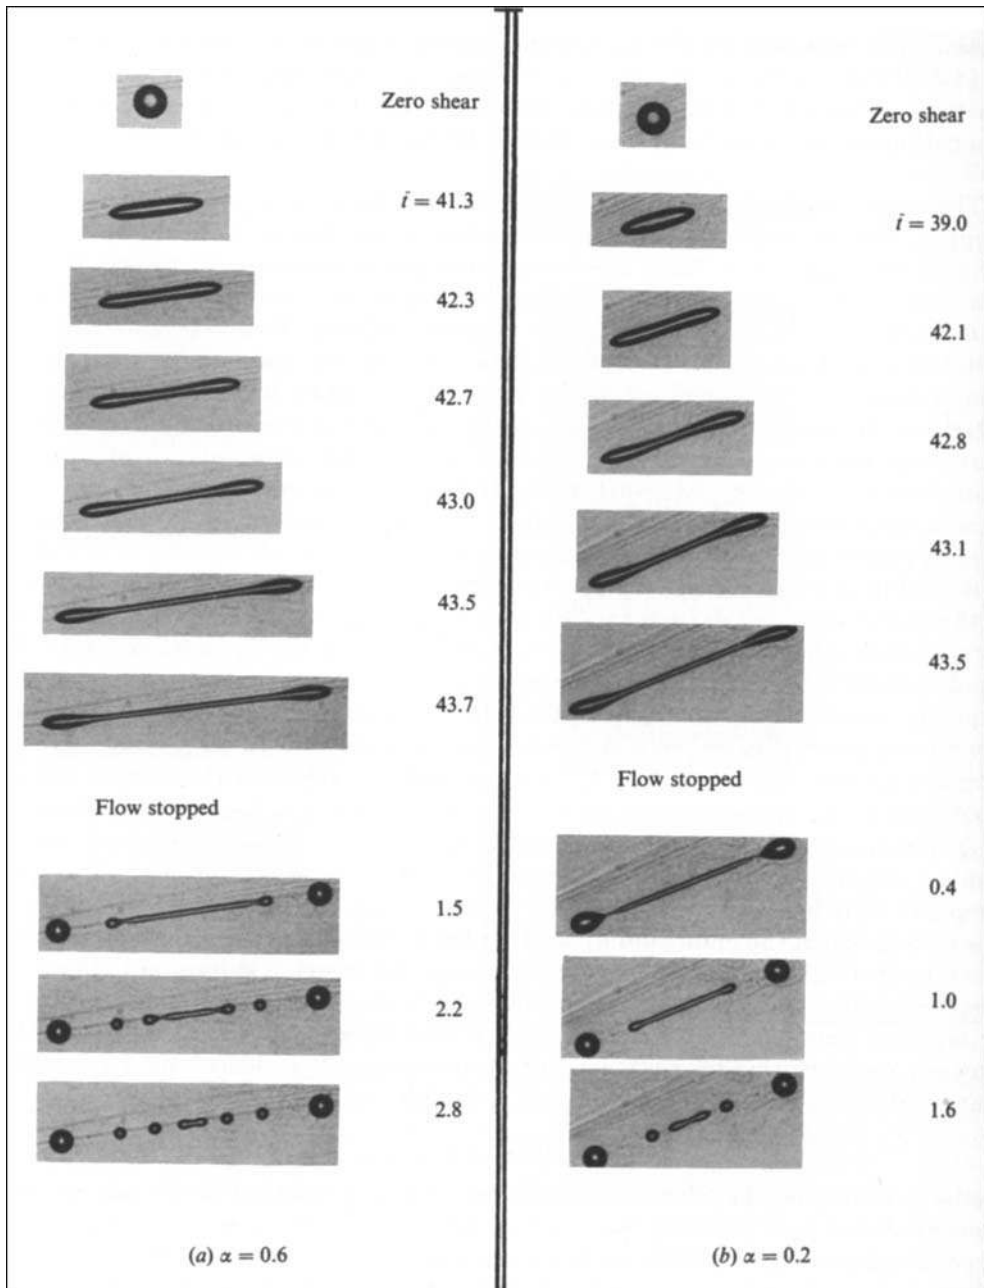 Zero shear
t̄ = 41.3
42.3
42.7
43.0
43.5
43.7
Flow stopped
1.5
2.2
2.8
(a) α = 0.6
Zero shear
t̄ = 39.0
42.1
42.8
43.1
43.5
Flow stopped
0.4
1.0
1.6
(b) α = 0.2